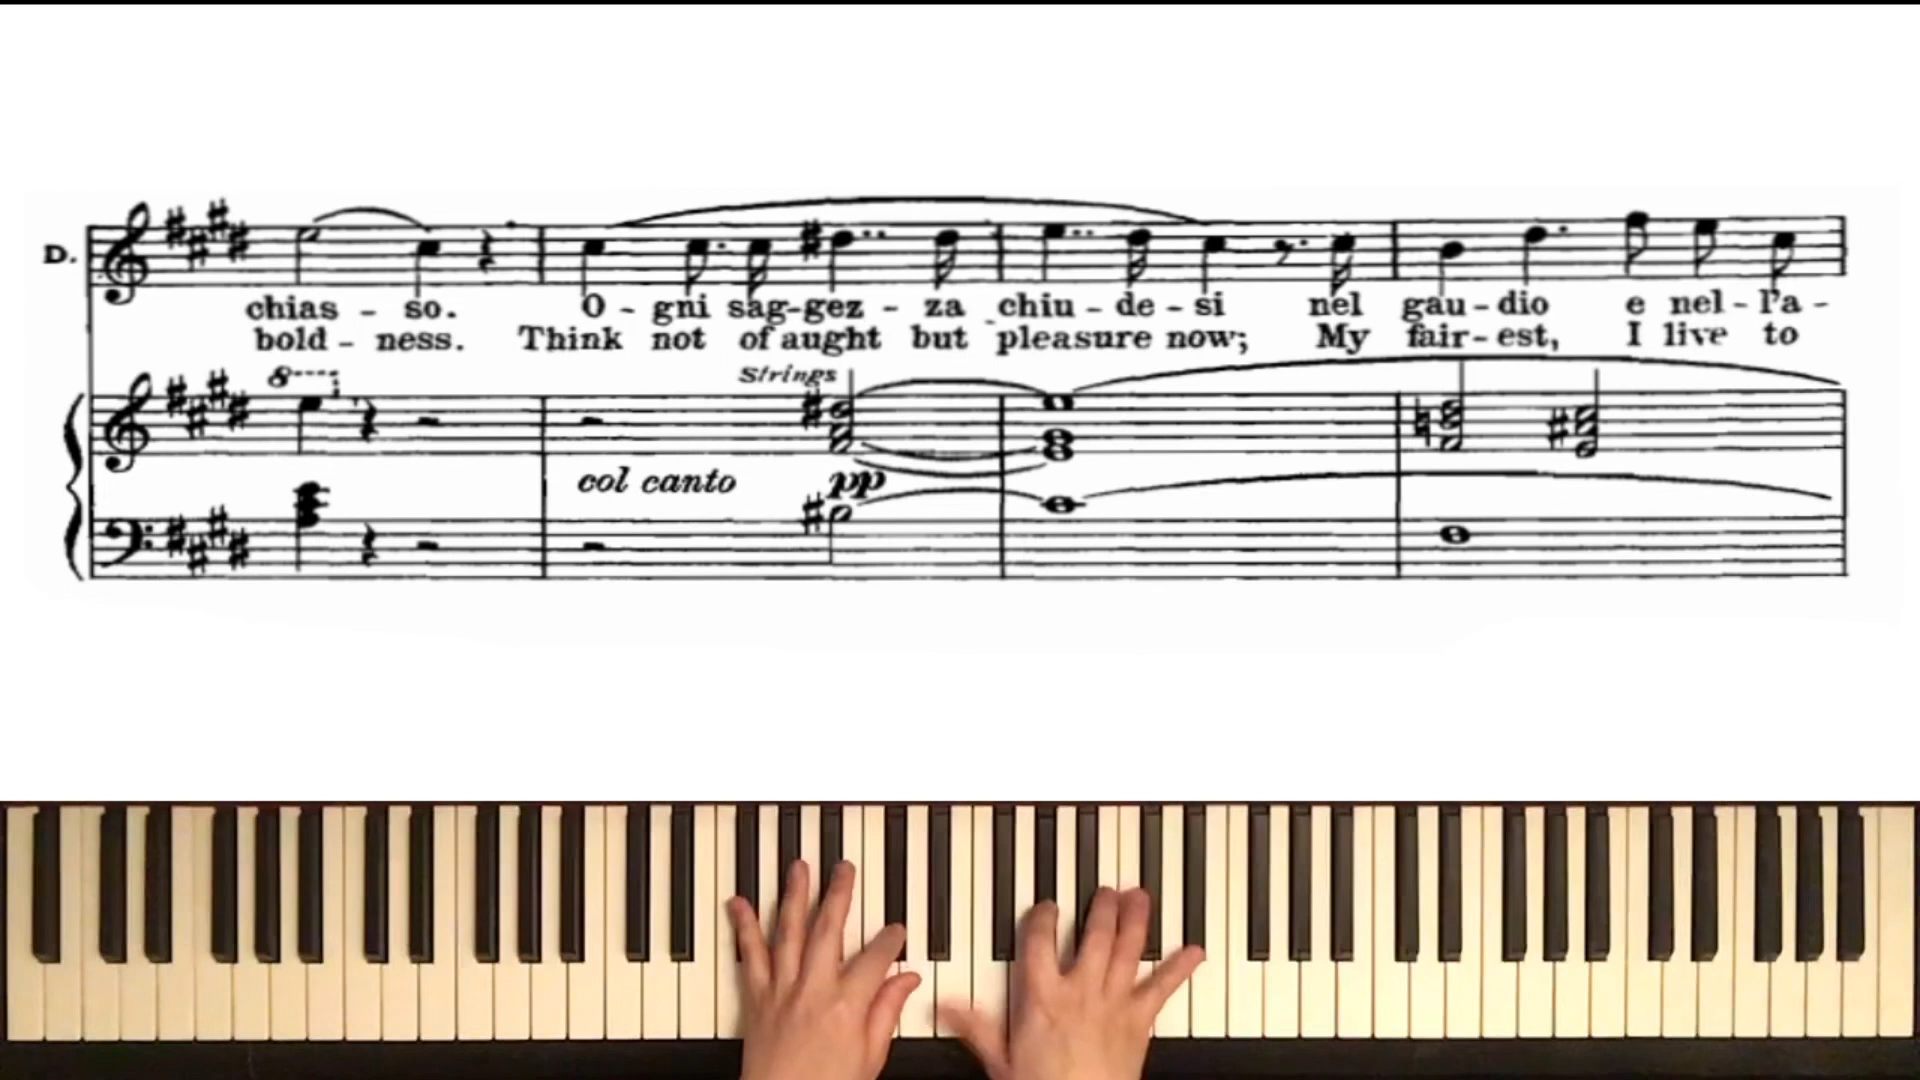 D.
chias - so. O - gni sag-gez - za chiu - de - si nel gau - dio e nel - l'a -
bold - ness. Think not of aught but pleasure now; My fair - est, I live to
8 Strings
col canto pp